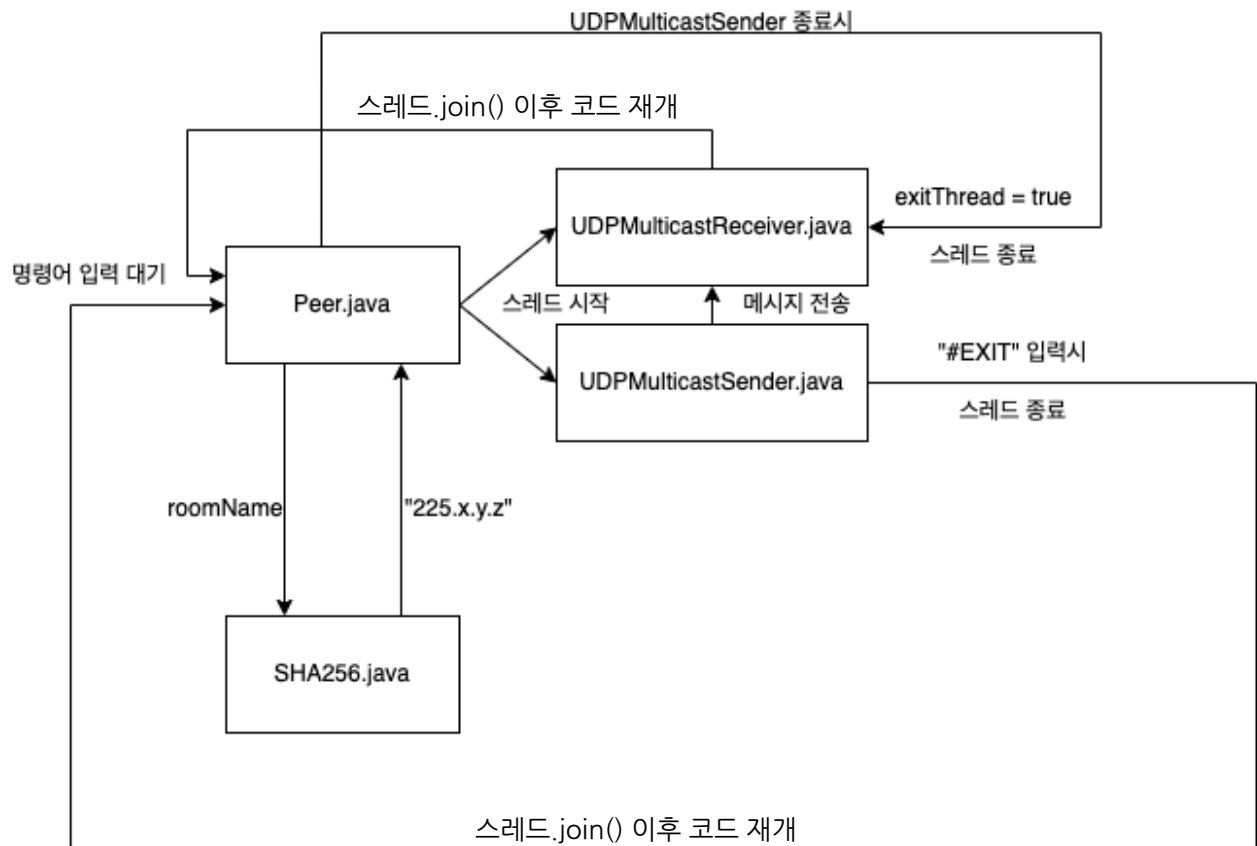 UDPMulticastSender 종료시
스레드.join() 이후 코드 재개
exitThread = true
UDPMulticastReceiver.java
스레드 종료
명령어 입력 대기
Peer.java
스레드 시작
메시지 전송
"#EXIT" 입력시
UDPMulticastSender.java
스레드 종료
roomName
"225.x.y.z"
SHA256.java
스레드.join() 이후 코드 재개